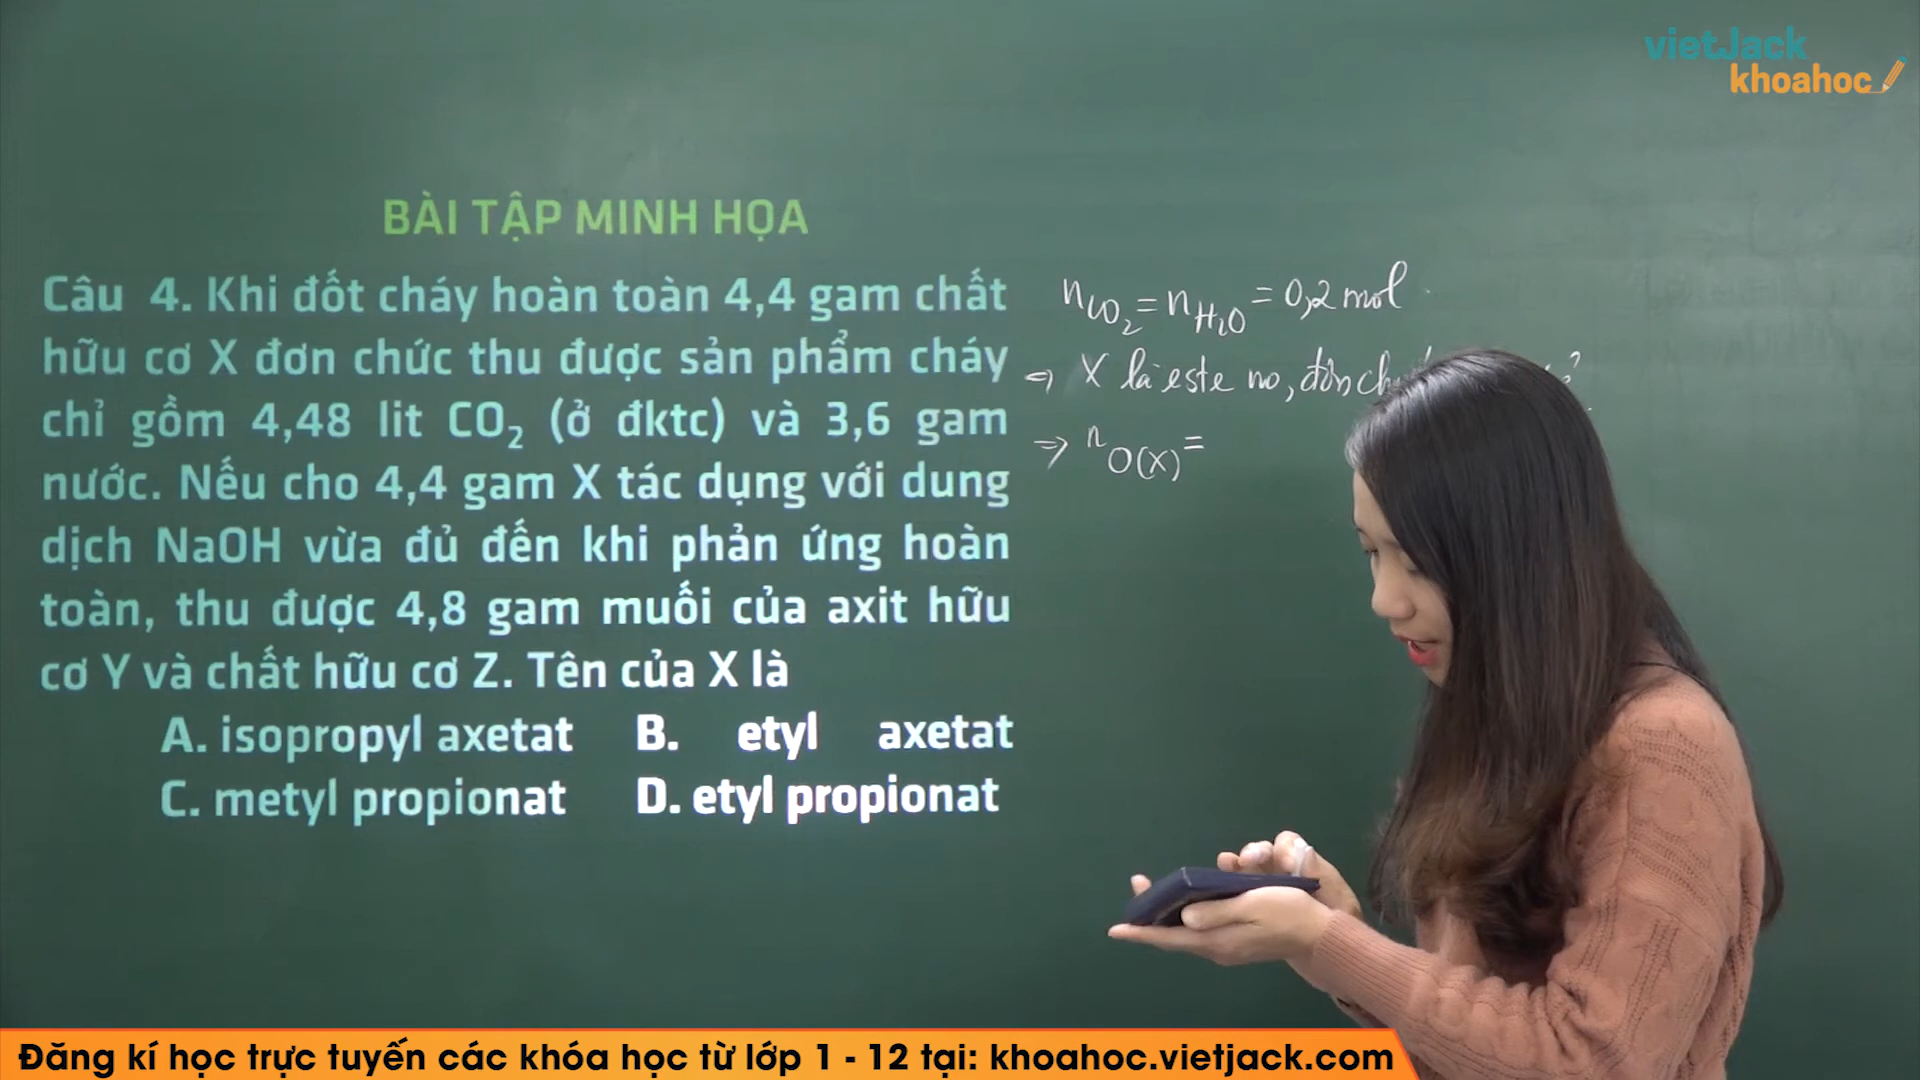 vietJack
khoahoc
BÀI TẬP MINH HỌA
Câu 4. Khi đốt cháy hoàn toàn 4,4 gam chất
hữu cơ X đơn chức thu được sản phẩm cháy
chỉ gồm 4,48 lit CO₂ (ở đktc) và 3,6 gam
nước. Nếu cho 4,4 gam X tác dụng với dung
dịch NaOH vừa đủ đến khi phản ứng hoàn
toàn, thu được 4,8 gam muối của axit hữu
cơ Y và chất hữu cơ Z. Tên của X là
A. isopropyl axetat B. etyl axetat
C. metyl propionat D. etyl propionat
n CO₂ = n H₂O = 0,2 mol
⇒ X là este no, đơn
⇒ n O(X) =
Đăng kí học trực tuyến các khóa học từ lớp 1 - 12 tại: khoahoc.vietjack.com